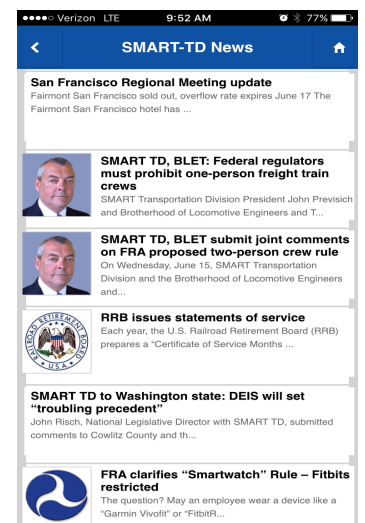 Verizon LTE 9:52 AM 77%
SMART-TD News
San Francisco Regional Meeting update
Fairmont San Francisco sold out, overflow rate expires June 17 The
Fairmont San Francisco hotel has ...
SMART TD, BLET: Federal regulators
must prohibit one-person freight train
crews
SMART Transportation Division President John Previsich
and Brotherhood of Locomotive Engineers and T...
SMART TD, BLET submit joint comments
on FRA proposed two-person crew rule
On Wednesday, June 15, SMART Transportation
Division and the Brotherhood of Locomotive Engineers
and...
RAILROAD RETIREMENT BOARD
U.S.A.
RRB issues statements of service
Each year, the U.S. Railroad Retirement Board (RRB)
prepares a “Certificate of Service Months ...
SMART TD to Washington state: DEIS will set
“troubling precedent”
John Risch, National Legislative Director with SMART TD, submitted
comments to Cowlitz County and th...
FRA clarifies “Smartwatch” Rule – Fitbits
restricted
The question? May an employee wear a device like a
“Garmin Vivofit” or “FitbitR...